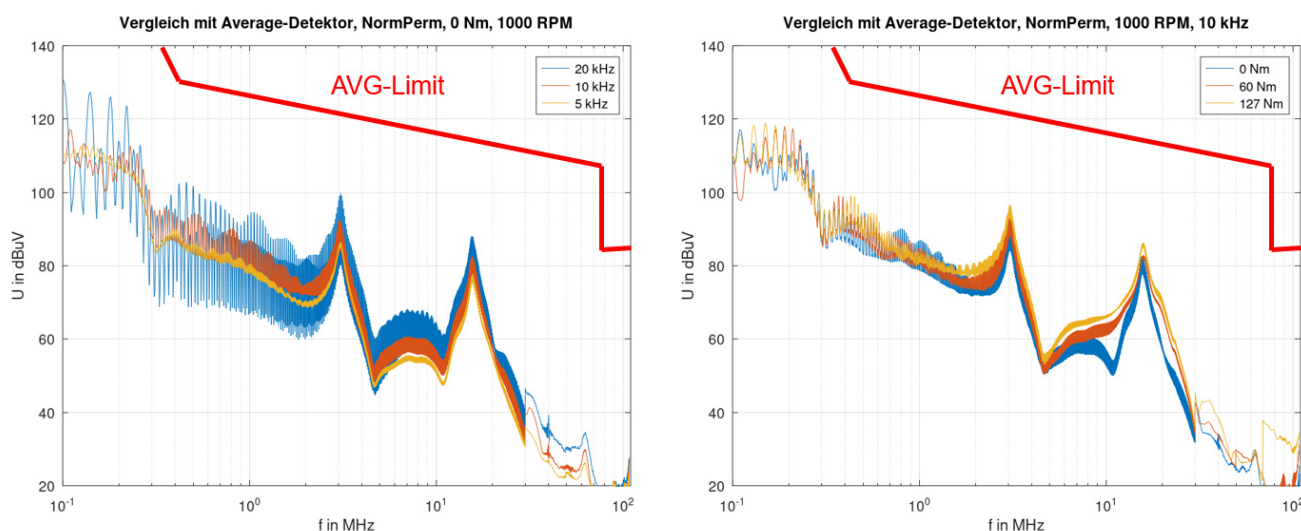 Vergleich mit Average-Detektor, NormPerm, 0 Nm, 1000 RPM
140
120
100
80
60
40
20
U in dBuV
AVG-Limit
20 kHz
10 kHz
5 kHz
10^-1
10^0
10^1
10^2
f in MHz
Vergleich mit Average-Detektor, NormPerm, 1000 RPM, 10 kHz
140
120
100
80
60
40
20
U in dBuV
AVG-Limit
0 Nm
60 Nm
127 Nm
10^-1
10^0
10^1
10^2
f in MHz